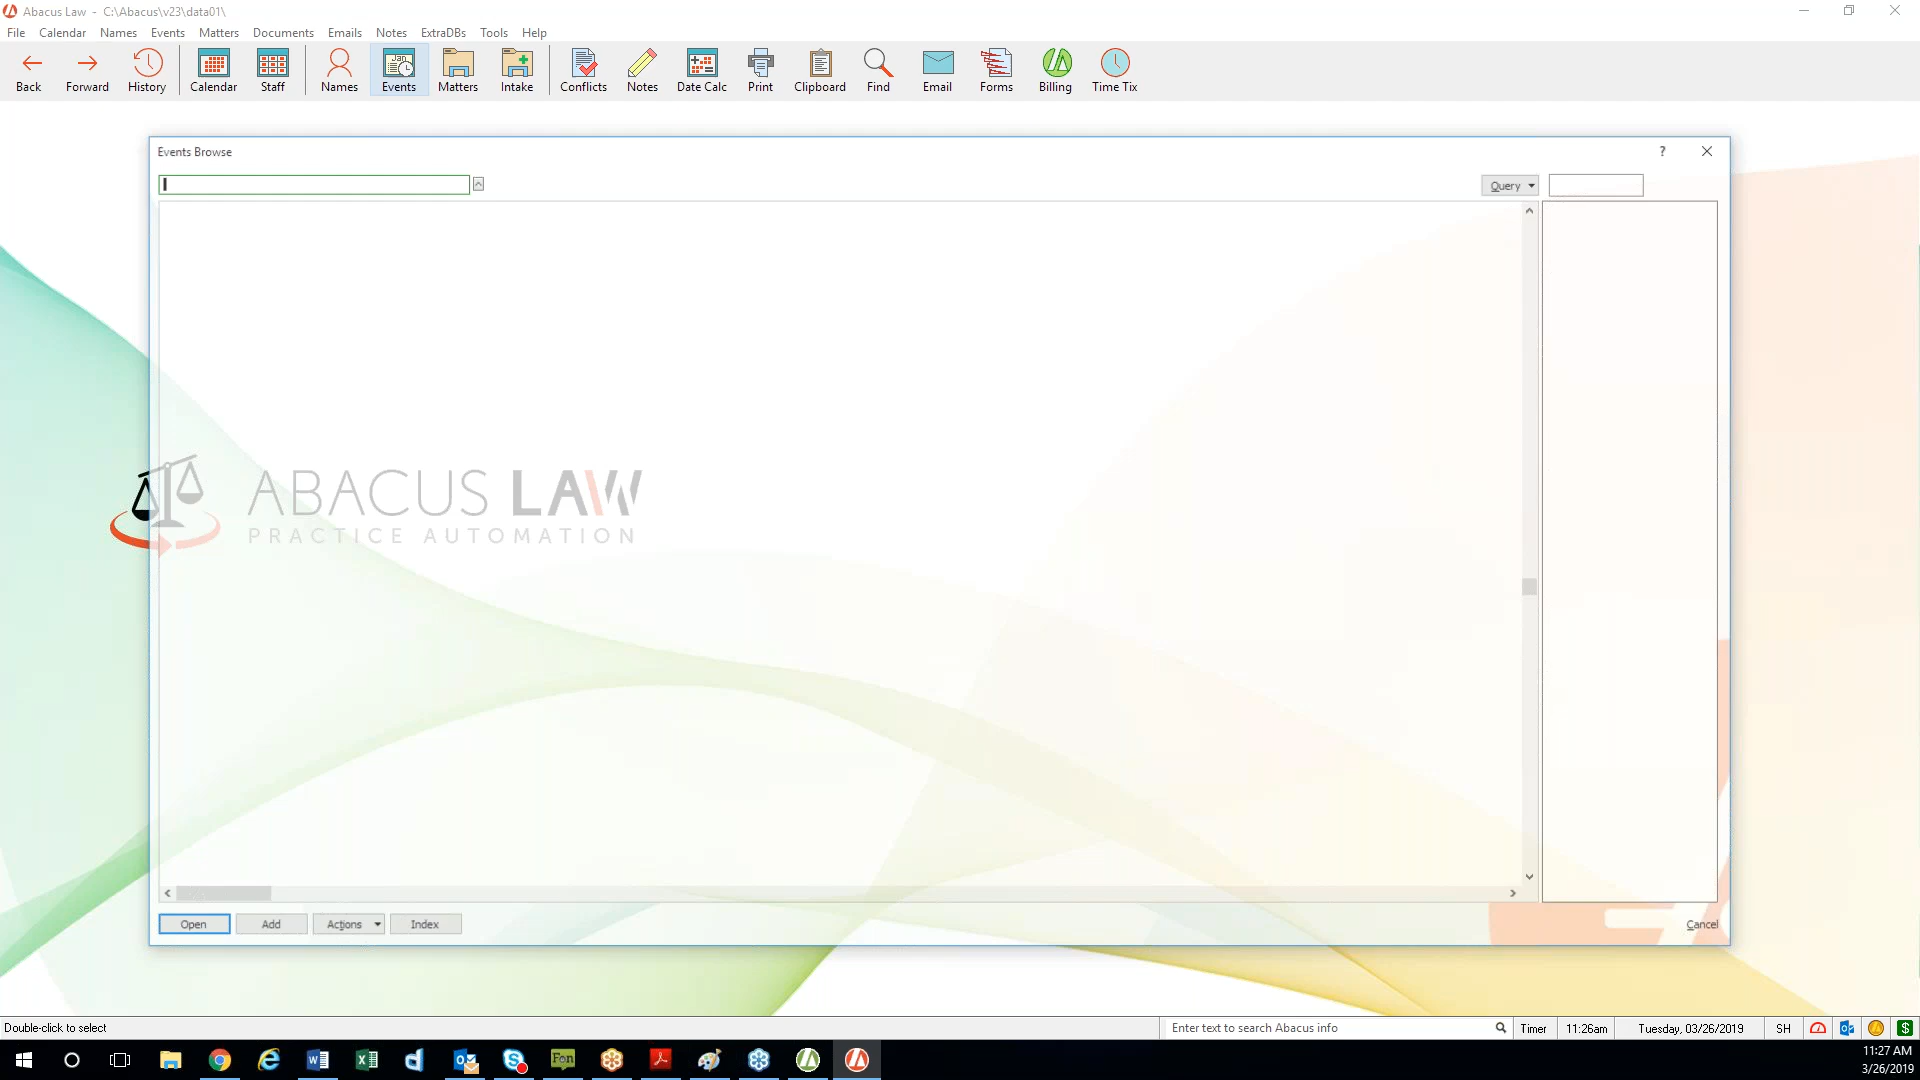 Abacus Law - C:\Abacus\v23\data01\
File Calendar Names Events Matters Documents Emails Notes ExtraDBs Tools Help
Back Forward History Calendar Staff Names Events Matters Intake Conflicts Notes Date Calc Print Clipboard Find Email Forms Billing Time Tix
Jan
Events Browse
?
Query
ABACUS LAW
PRACTICE AUTOMATION
Open Add Actions Index Cancel
Double-click to select
Enter text to search Abacus info
Timer 11:26am Tuesday, 03/26/2019 SH
Fon
11:27 AM
3/26/2019